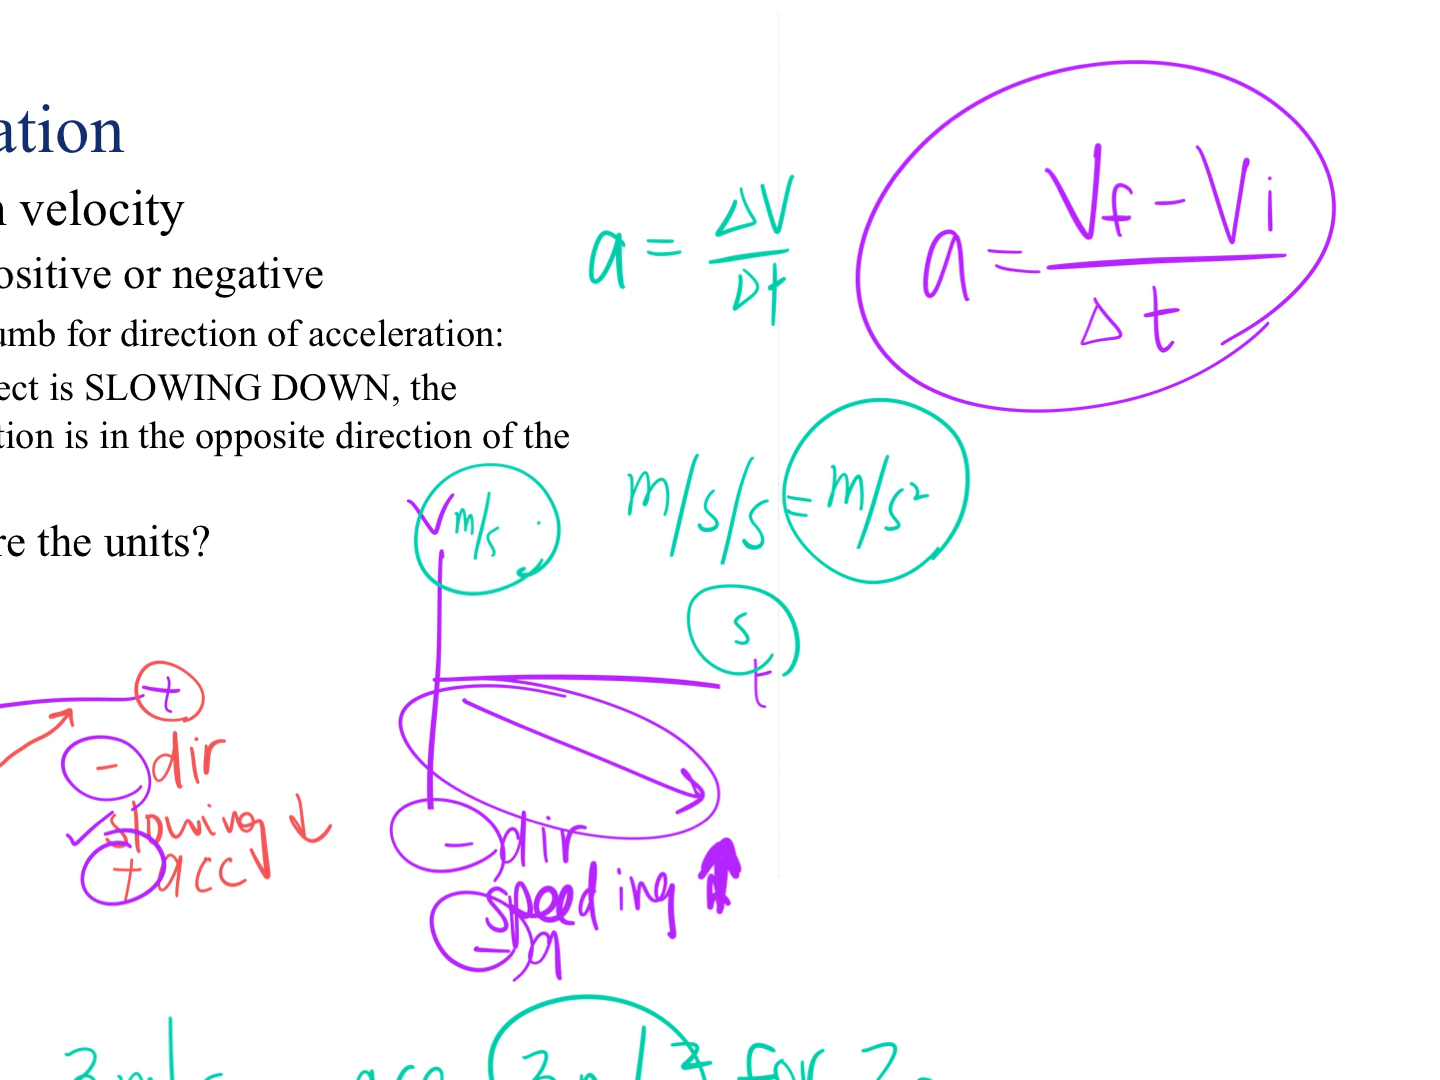 ation
velocity
ositive or negative
umb for direction of acceleration:
ect is SLOWING DOWN, the
tion is in the opposite direction of the
re the units?
a = ΔV / Δt
a = Vf - Vi / Δt
m/s/s = m/s²
V m/s
s
t
+
- dir
slowing ↓
+ acc
- dir
speeding ↑
- a
for